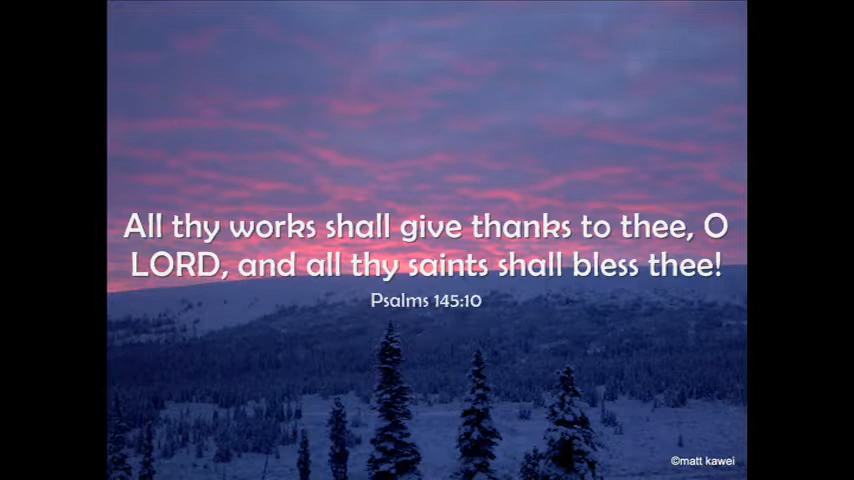 All thy works shall give thanks to thee, O
LORD, and all thy saints shall bless thee!
Psalms 145:10
©matt kawei